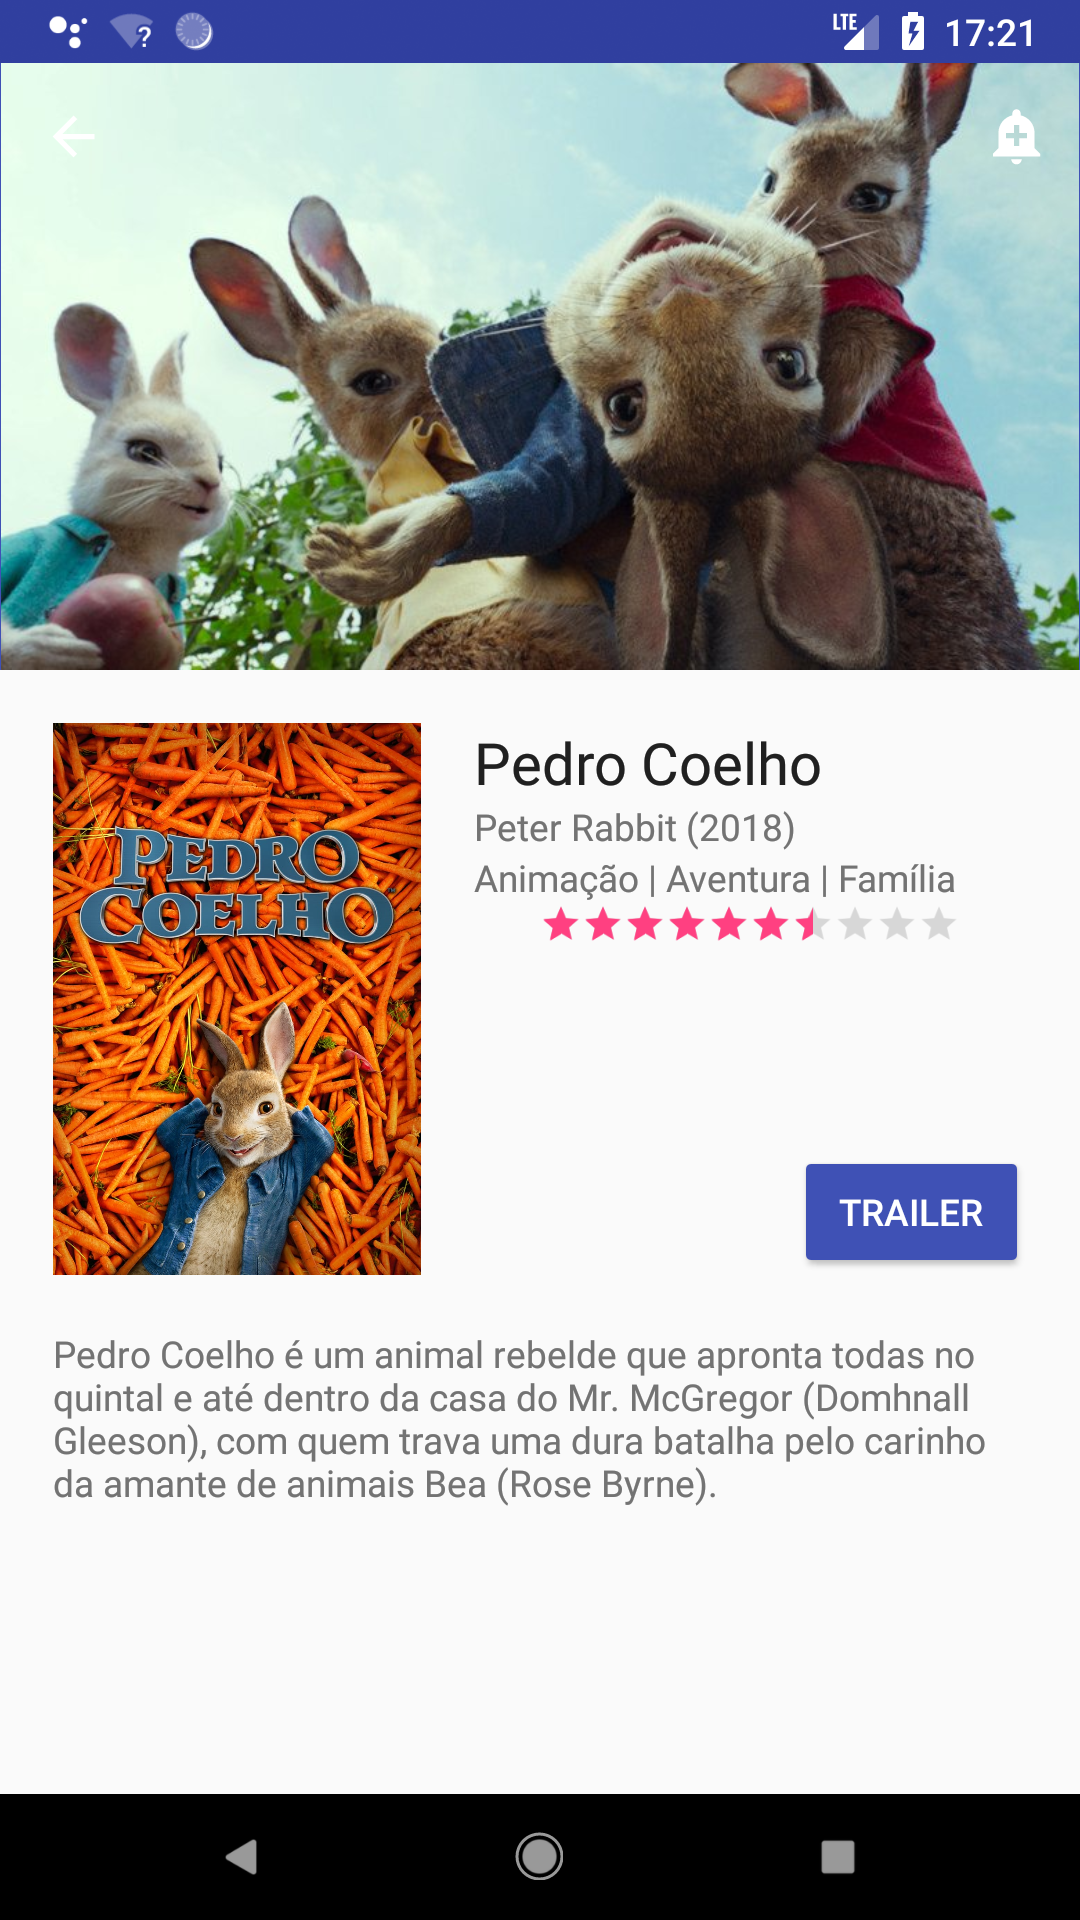 LTE 17:21
PEDRO
COELHO
Pedro Coelho
Peter Rabbit (2018)
Animação | Aventura | Família
TRAILER
Pedro Coelho é um animal rebelde que apronta todas no
quintal e até dentro da casa do Mr. McGregor (Domhnall
Gleeson), com quem trava uma dura batalha pelo carinho
da amante de animais Bea (Rose Byrne).